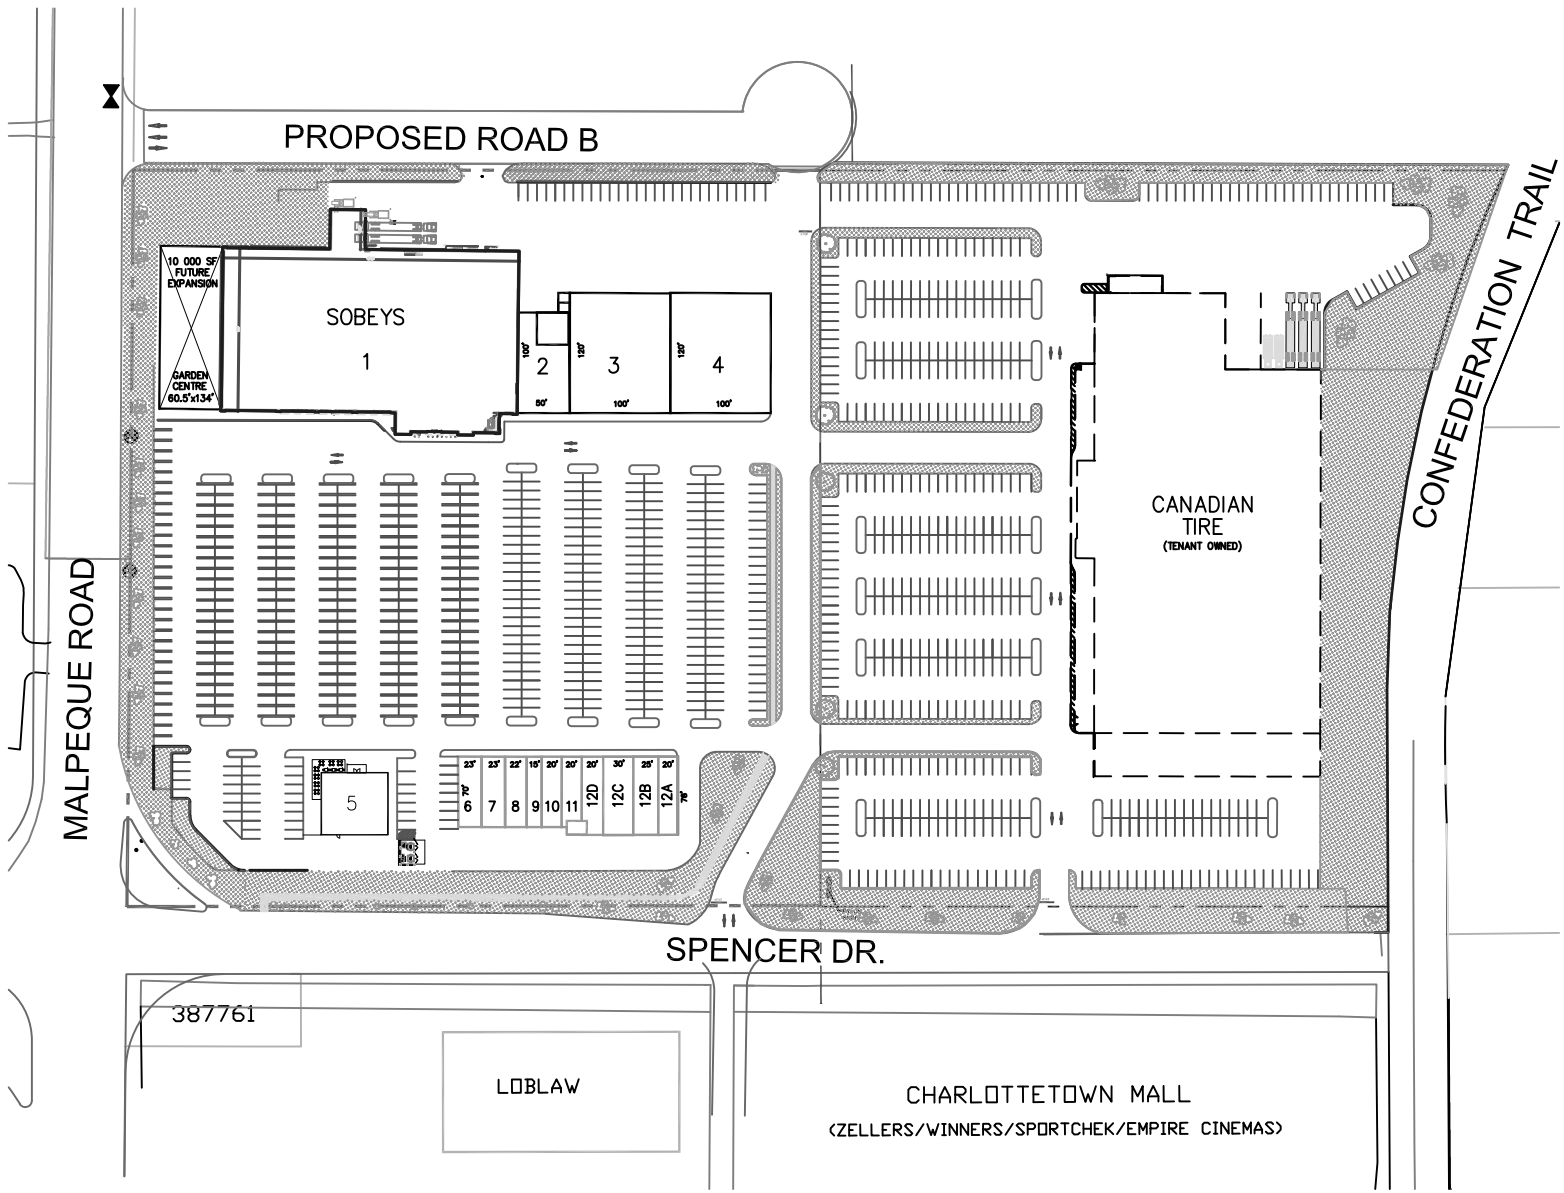 PROPOSED ROAD B
CONFEDERATION TRAIL
MALPEQUE ROAD
10 000 SF
FUTURE
EXPANSION
GARDEN
CENTRE
60.5'x134'
SOBEYS
1
100'
2
50'
120'
3
100'
120'
4
100'
CANADIAN
TIRE
(TENANT OWNED)
5
23'
70'
6
23'
7
22'
8
15'
9
20'
10
20'
11
20'
12D
30'
12C
25'
12B
20'
12A
76'
SPENCER DR.
387761
LOBLAW
CHARLOTTETOWN MALL
(ZELLERS/WINNERS/SPORTCHEK/EMPIRE CINEMAS)